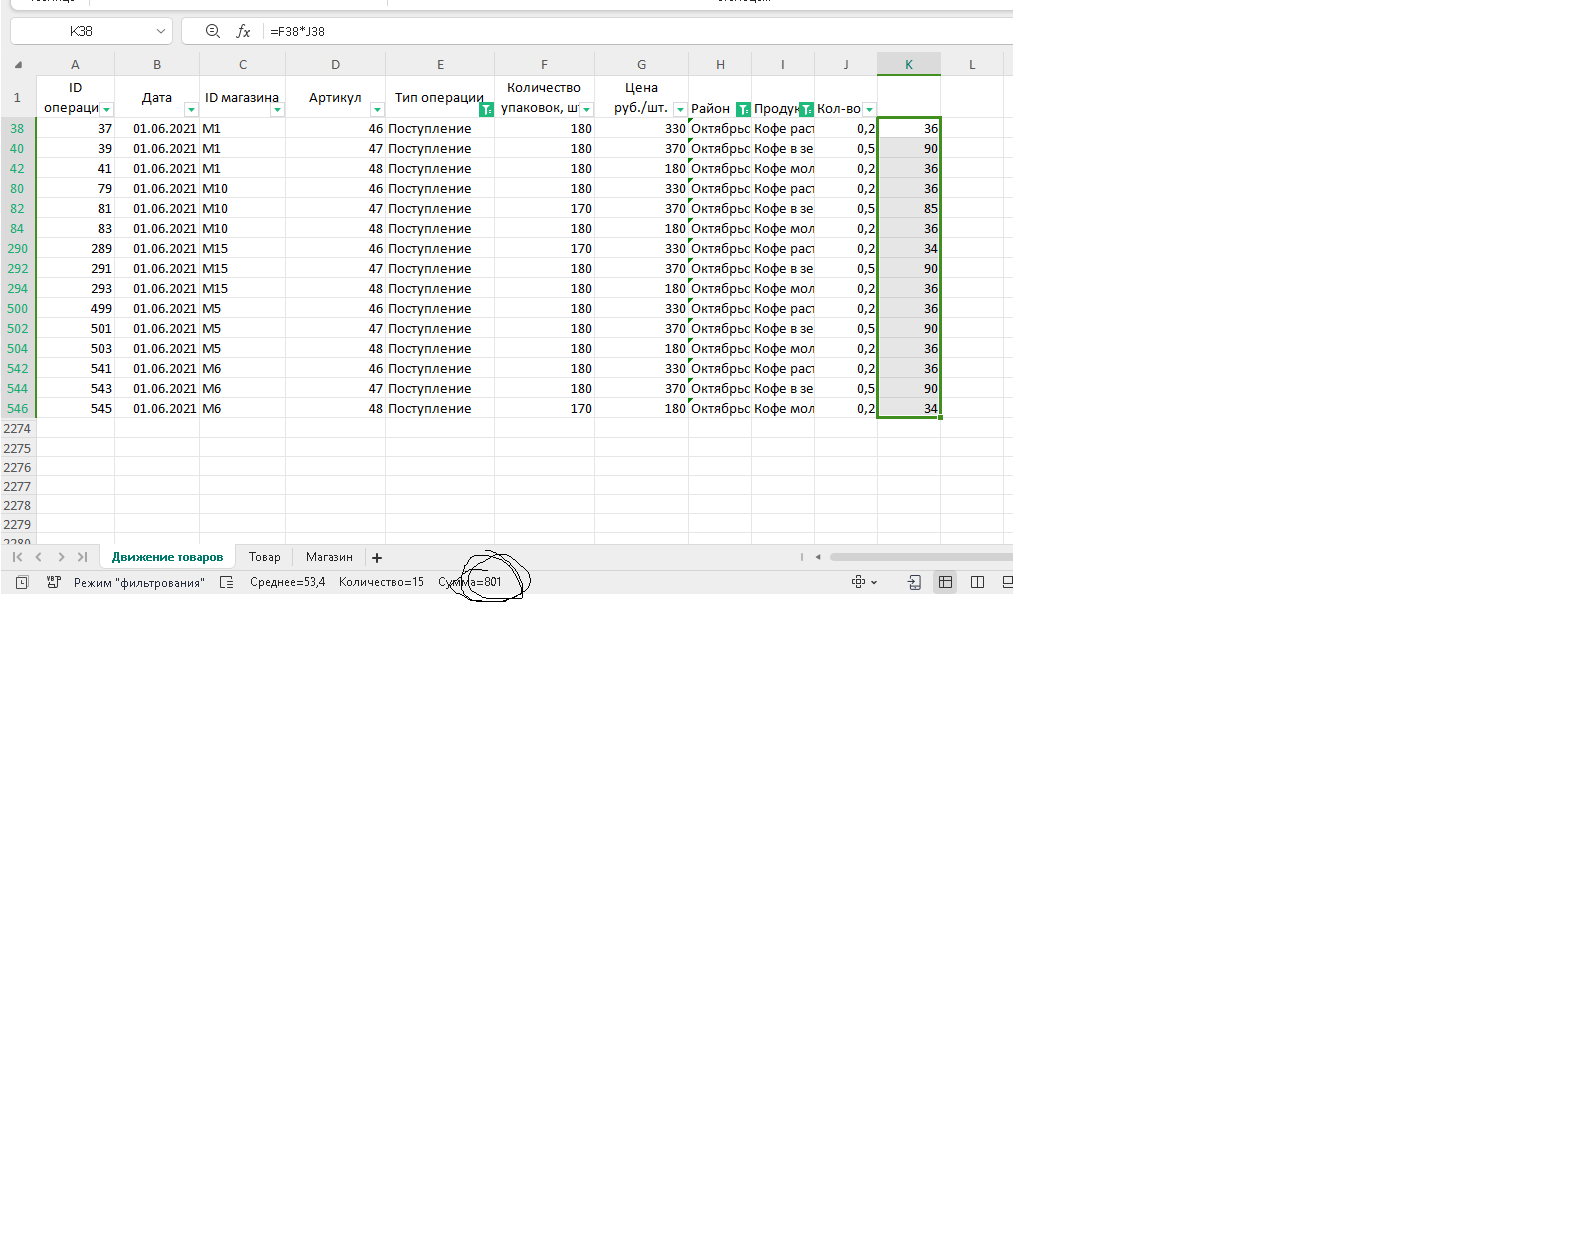 K38 fx =F38*J38
A B C D E F G H I J K L
1 ID операци Дата ID магазина Артикул Тип операции Количество упаковок, шт Цена руб./шт. Район Продук Кол-во
38 37 01.06.2021 M1 46 Поступление 180 330 Октябрьс Кофе раст 0,2 36
40 39 01.06.2021 M1 47 Поступление 180 370 Октябрьс Кофе в зе 0,5 90
42 41 01.06.2021 M1 48 Поступление 180 180 Октябрьс Кофе мол 0,2 36
80 79 01.06.2021 M10 46 Поступление 180 330 Октябрьс Кофе раст 0,2 36
82 81 01.06.2021 M10 47 Поступление 170 370 Октябрьс Кофе в зе 0,5 85
84 83 01.06.2021 M10 48 Поступление 180 180 Октябрьс Кофе мол 0,2 36
290 289 01.06.2021 M15 46 Поступление 170 330 Октябрьс Кофе раст 0,2 34
292 291 01.06.2021 M15 47 Поступление 180 370 Октябрьс Кофе в зе 0,5 90
294 293 01.06.2021 M15 48 Поступление 180 180 Октябрьс Кофе мол 0,2 36
500 499 01.06.2021 M5 46 Поступление 180 330 Октябрьс Кофе раст 0,2 36
502 501 01.06.2021 M5 47 Поступление 180 370 Октябрьс Кофе в зе 0,5 90
504 503 01.06.2021 M5 48 Поступление 180 180 Октябрьс Кофе мол 0,2 36
542 541 01.06.2021 M6 46 Поступление 180 330 Октябрьс Кофе раст 0,2 36
544 543 01.06.2021 M6 47 Поступление 180 370 Октябрьс Кофе в зе 0,5 90
546 545 01.06.2021 M6 48 Поступление 170 180 Октябрьс Кофе мол 0,2 34
2274
2275
2276
2277
2278
2279
2280
Движение товаров Товар Магазин +
Режим "фильтрования" Среднее=53,4 Количество=15 Сумма=801